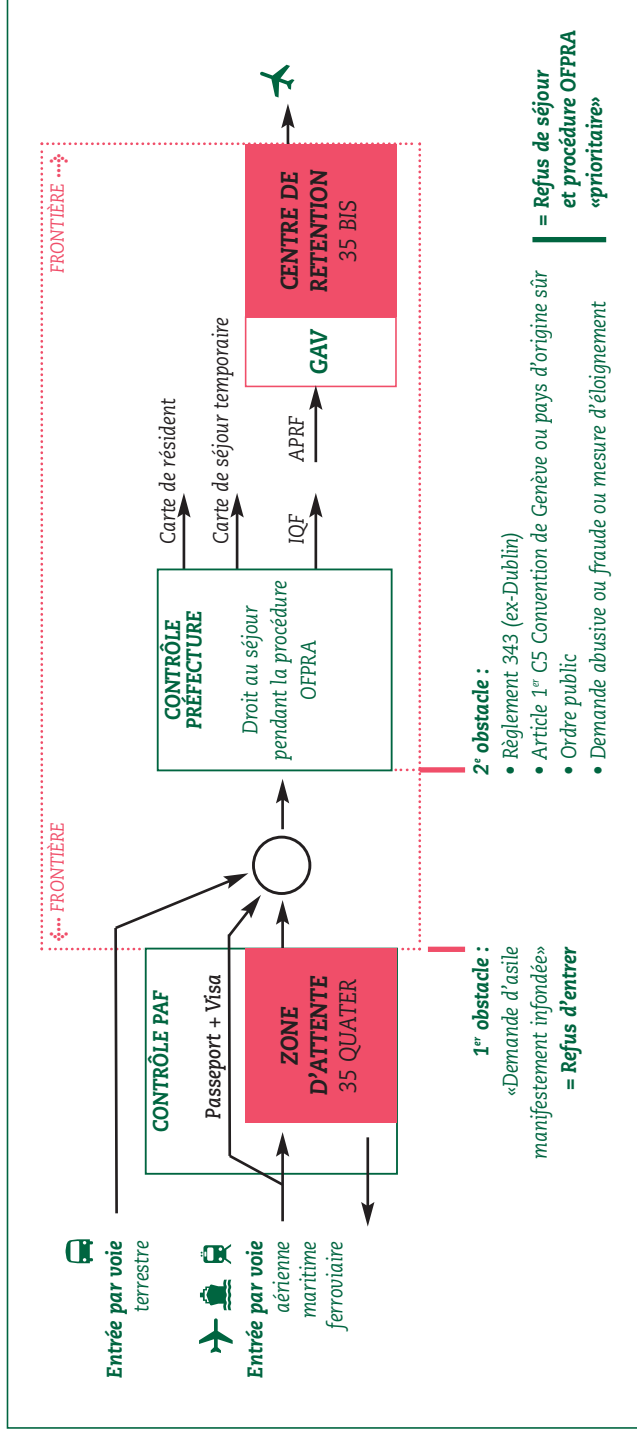 Entrée par voie
terrestre
Entrée par voie
aérienne
maritime
ferroviaire
CONTRÔLE PAF
Passeport + Visa
ZONE
D'ATTENTE
35 QUATER
FRONTIÈRE
FRONTIÈRE
CONTRÔLE
PRÉFECTURE
Droit au séjour
pendant la procédure
OFPRA
Carte de résident
Carte de séjour temporaire
IQF
APRF
GAV
CENTRE DE
RETENTION
35 BIS
1er obstacle :
«Demande d'asile
manifestement infondée»
= Refus d'entrer
2e obstacle :
• Règlement 343 (ex-Dublin)
• Article 1er C5 Convention de Genève ou pays d'origine sûr
• Ordre public
• Demande abusive ou fraude ou mesure d'éloignement
= Refus de séjour
et procédure OFPRA
«prioritaire»